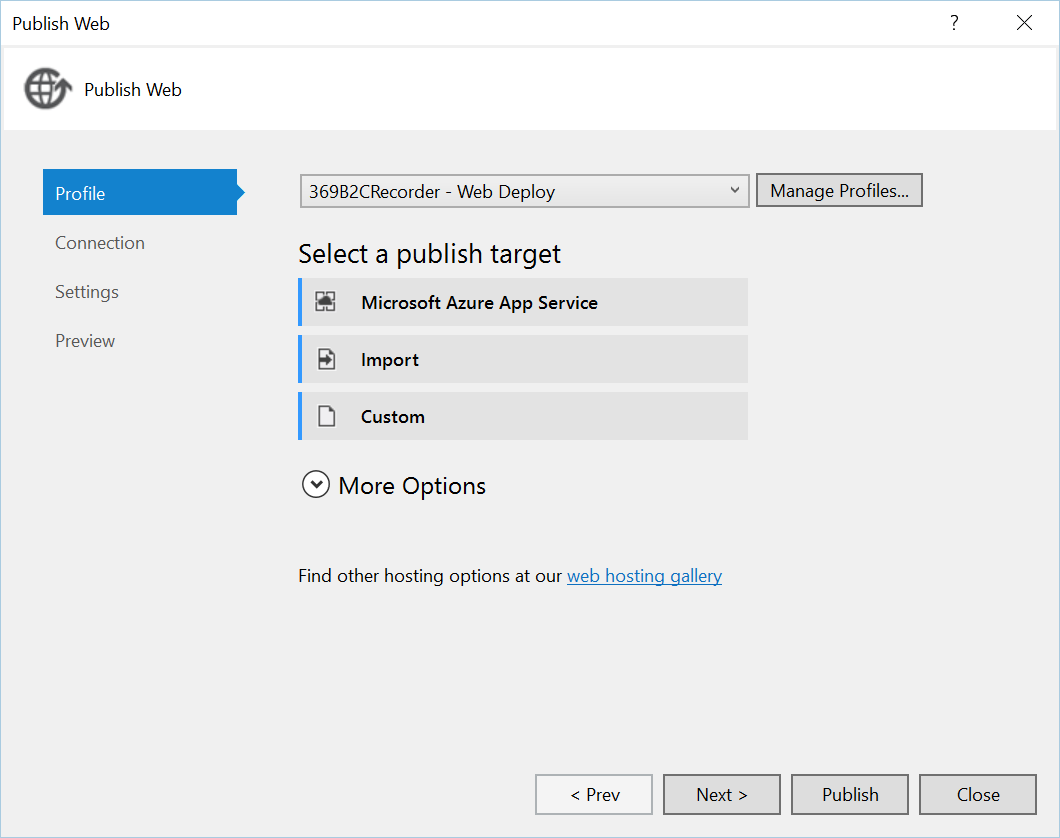 Publish Web
?
Publish Web
Profile
Connection
Settings
Preview
369B2CRecorder - Web Deploy
Manage Profiles...
Select a publish target
Microsoft Azure App Service
Import
Custom
More Options
Find other hosting options at our web hosting gallery
< Prev
Next >
Publish
Close